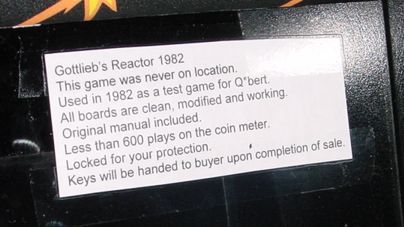 Gottlieb's Reactor 1982
This game was never on location.
Used in 1982 as a test game for Q*bert.
All boards are clean, modified and working.
Original manual included.
Less than 600 plays on the coin meter.
Locked for your protection.
Keys will be handed to buyer upon completion of sale.